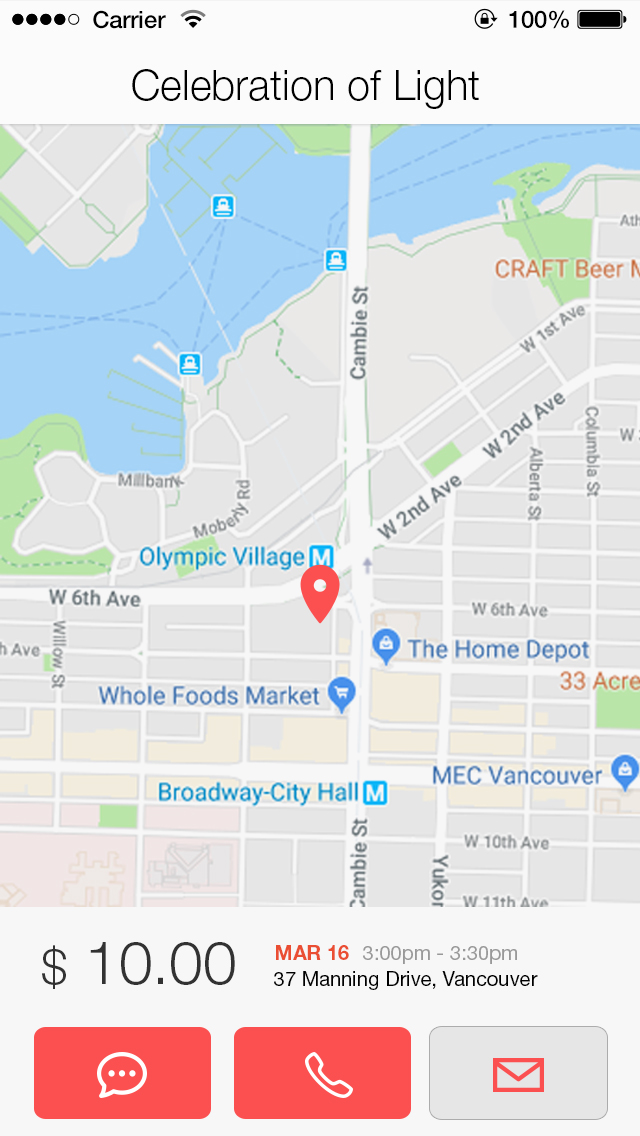 Carrier 100%
Celebration of Light
Ath
CRAFT Beer M
Cambie St
W 1st Ave
W 2nd Ave
Columbia St
W
Alberta St
Millbank
Moberly Rd
W 2nd Ave
Olympic Village M
W 6th Ave
W 6th Ave
h Ave
Willow St
The Home Depot
33 Acre
Whole Foods Market
MEC Vancouver
Broadway-City Hall M
Cambie St
W 10th Ave
Yukor
W 11th Ave
$ 10.00
MAR 16 3:00pm - 3:30pm
37 Manning Drive, Vancouver